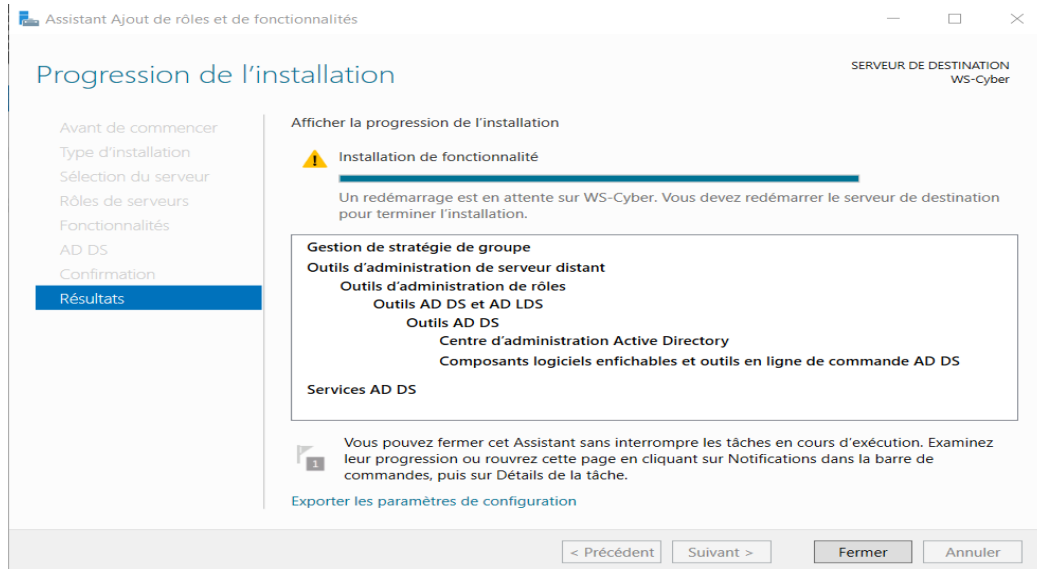 Assistant Ajout de rôles et de fonctionnalités
Progression de l'installation
SERVEUR DE DESTINATION
WS-Cyber
Avant de commencer
Type d'installation
Sélection du serveur
Rôles de serveurs
Fonctionnalités
AD DS
Confirmation
Résultats
Afficher la progression de l'installation
Installation de fonctionnalité
Un redémarrage est en attente sur WS-Cyber. Vous devez redémarrer le serveur de destination
pour terminer l'installation.
Gestion de stratégie de groupe
Outils d'administration de serveur distant
Outils d'administration de rôles
Outils AD DS et AD LDS
Outils AD DS
Centre d'administration Active Directory
Composants logiciels enfichables et outils en ligne de commande AD DS
Services AD DS
1
Vous pouvez fermer cet Assistant sans interrompre les tâches en cours d'exécution. Examinez
leur progression ou rouvrez cette page en cliquant sur Notifications dans la barre de
commandes, puis sur Détails de la tâche.
Exporter les paramètres de configuration
< Précédent
Suivant >
Fermer
Annuler